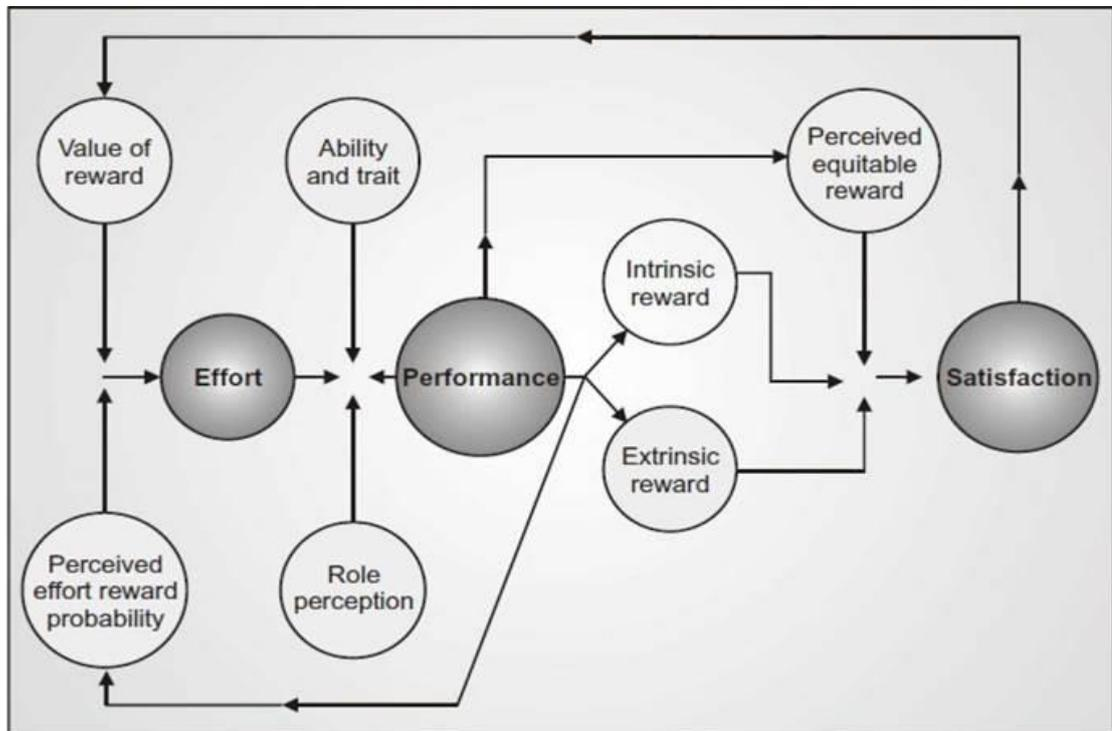 Value of
reward
Ability
and trait
Perceived
equitable
reward
Intrinsic
reward
Effort
Performance
Satisfaction
Extrinsic
reward
Perceived
effort reward
probability
Role
perception